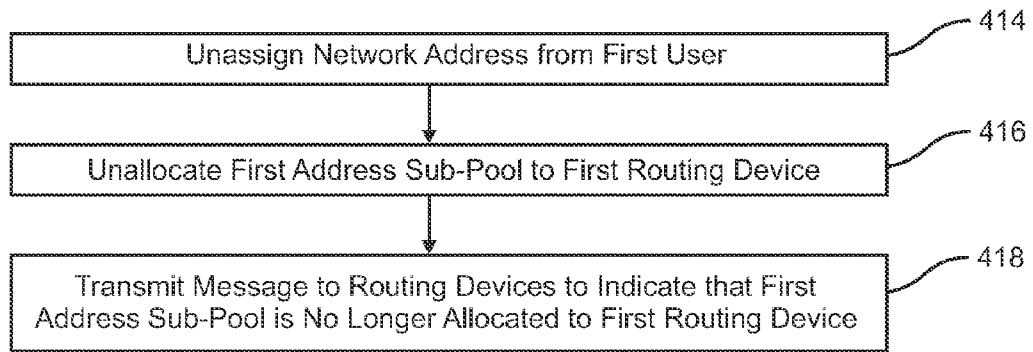 414
Unassign Network Address from First User
416
Unallocate First Address Sub-Pool to First Routing Device
418
Transmit Message to Routing Devices to Indicate that First
Address Sub-Pool is No Longer Allocated to First Routing Device